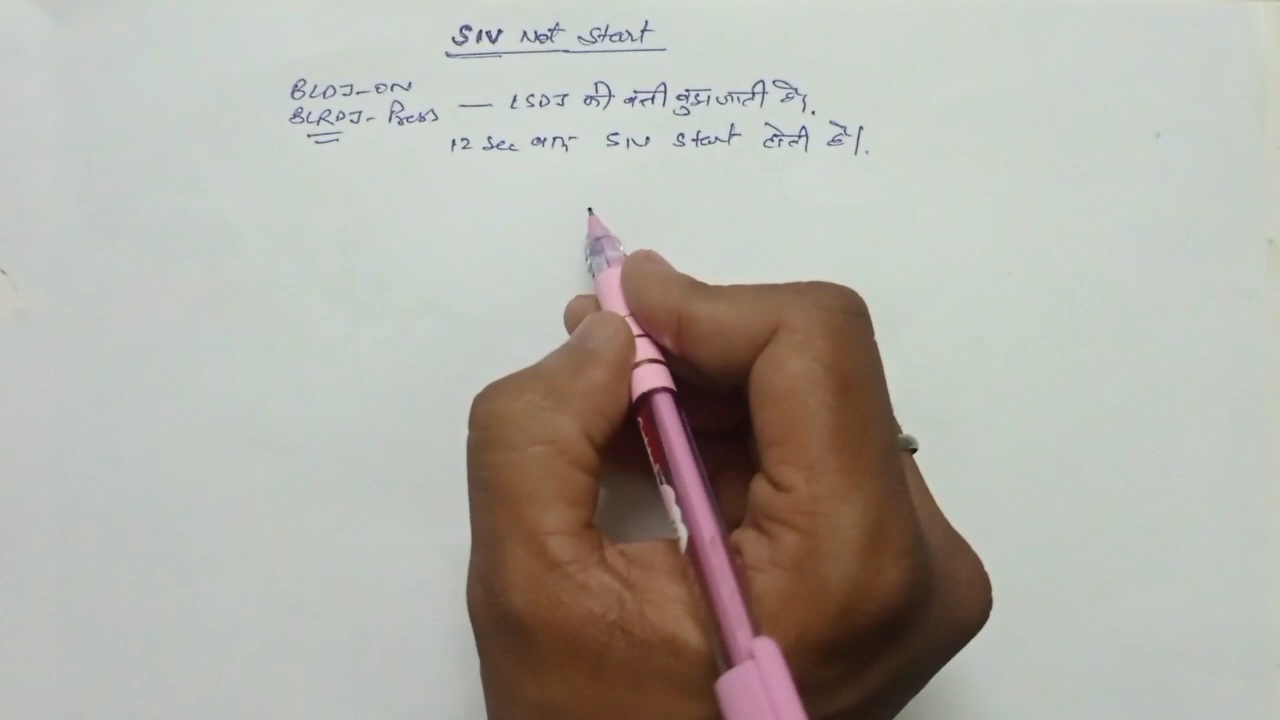 SIV Not Start
BLDJ-ON
BLRDJ- Press — LSDJ की बत्ती बुझ जाती है।
12 Sec बाद SIV Start होती है।